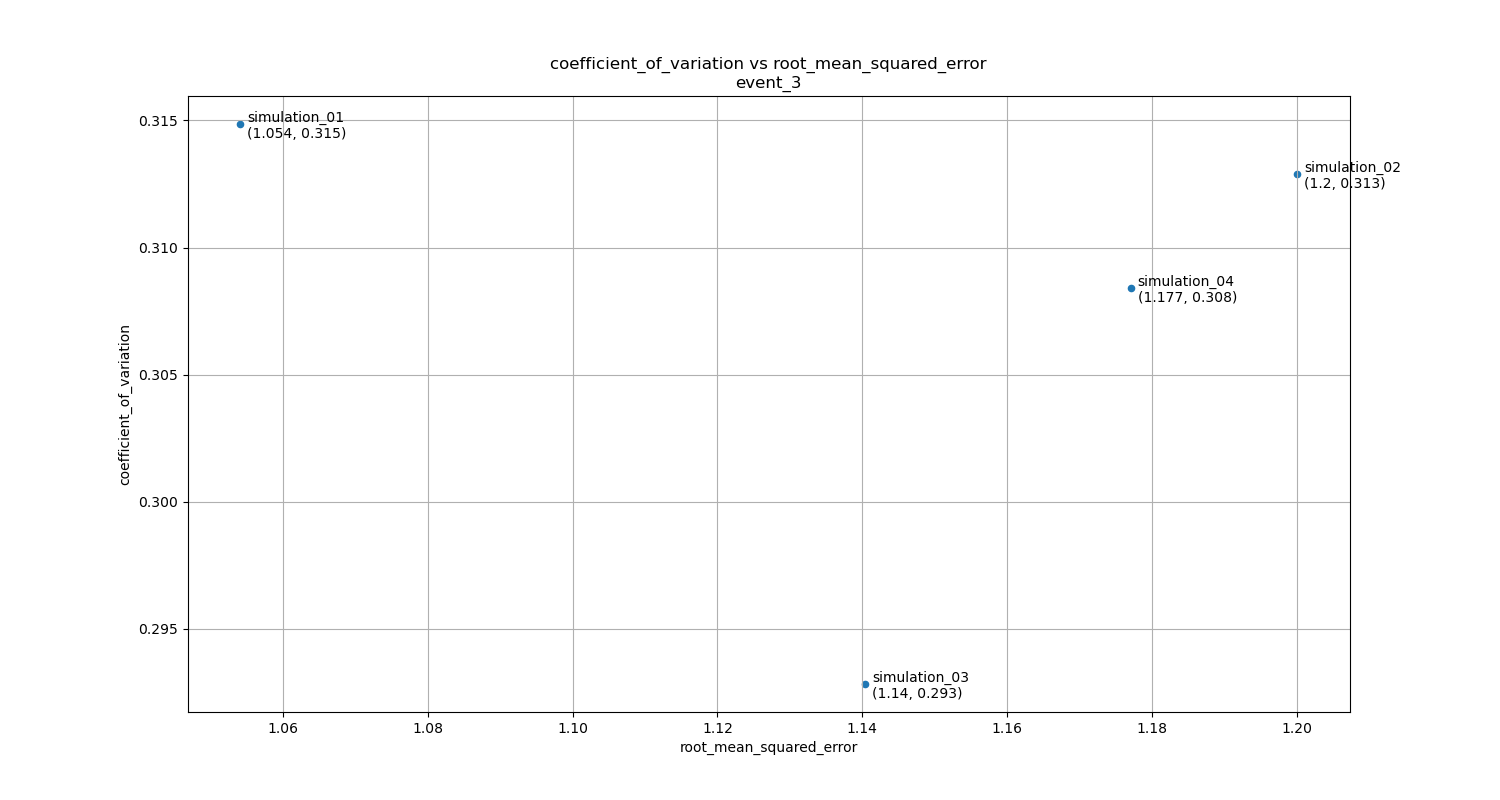 coefficient_of_variation vs root_mean_squared_error
event_3
0.315
0.310
0.305
0.300
0.295
coefficient_of_variation
simulation_01
(1.054, 0.315)
simulation_02
(1.2, 0.313)
simulation_04
(1.177, 0.308)
simulation_03
(1.14, 0.293)
1.06 1.08 1.10 1.12 1.14 1.16 1.18 1.20
root_mean_squared_error